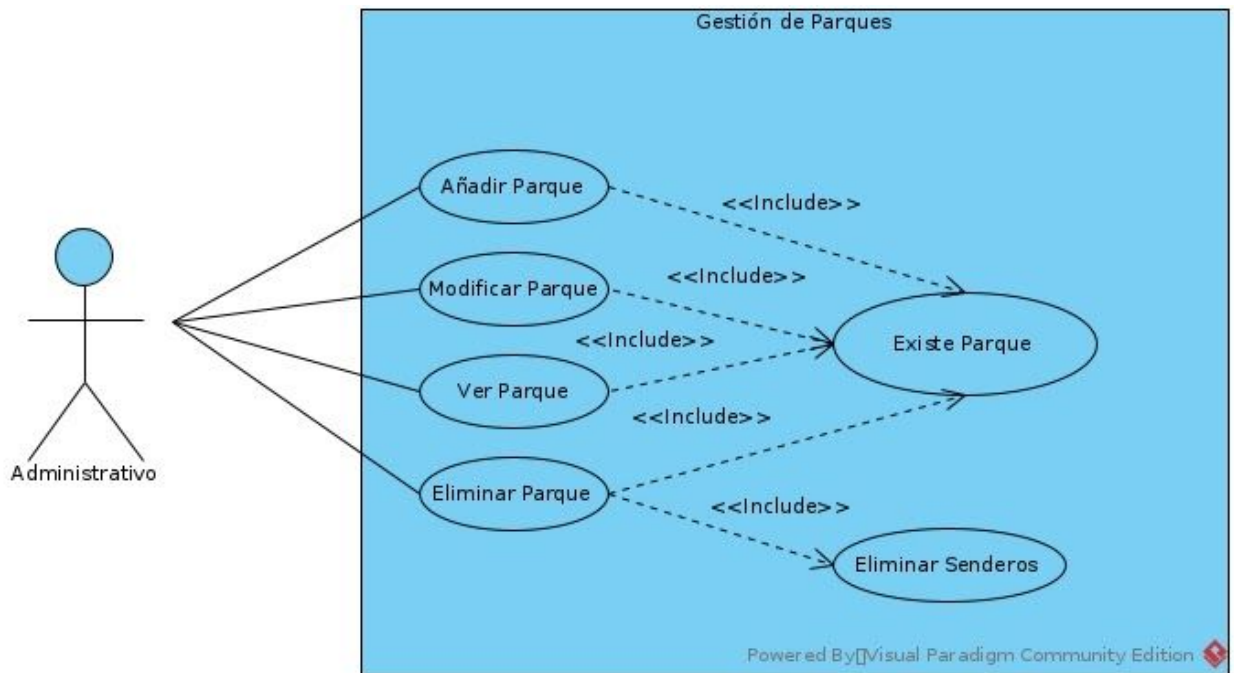 Gestión de Parques
Añadir Parque
<<Include>>
Modificar Parque
<<Include>>
Existe Parque
<<Include>>
Ver Parque
<<Include>>
Administrativo
Eliminar Parque
<<Include>>
Eliminar Senderos
Powered By▯Visual Paradigm Community Edition